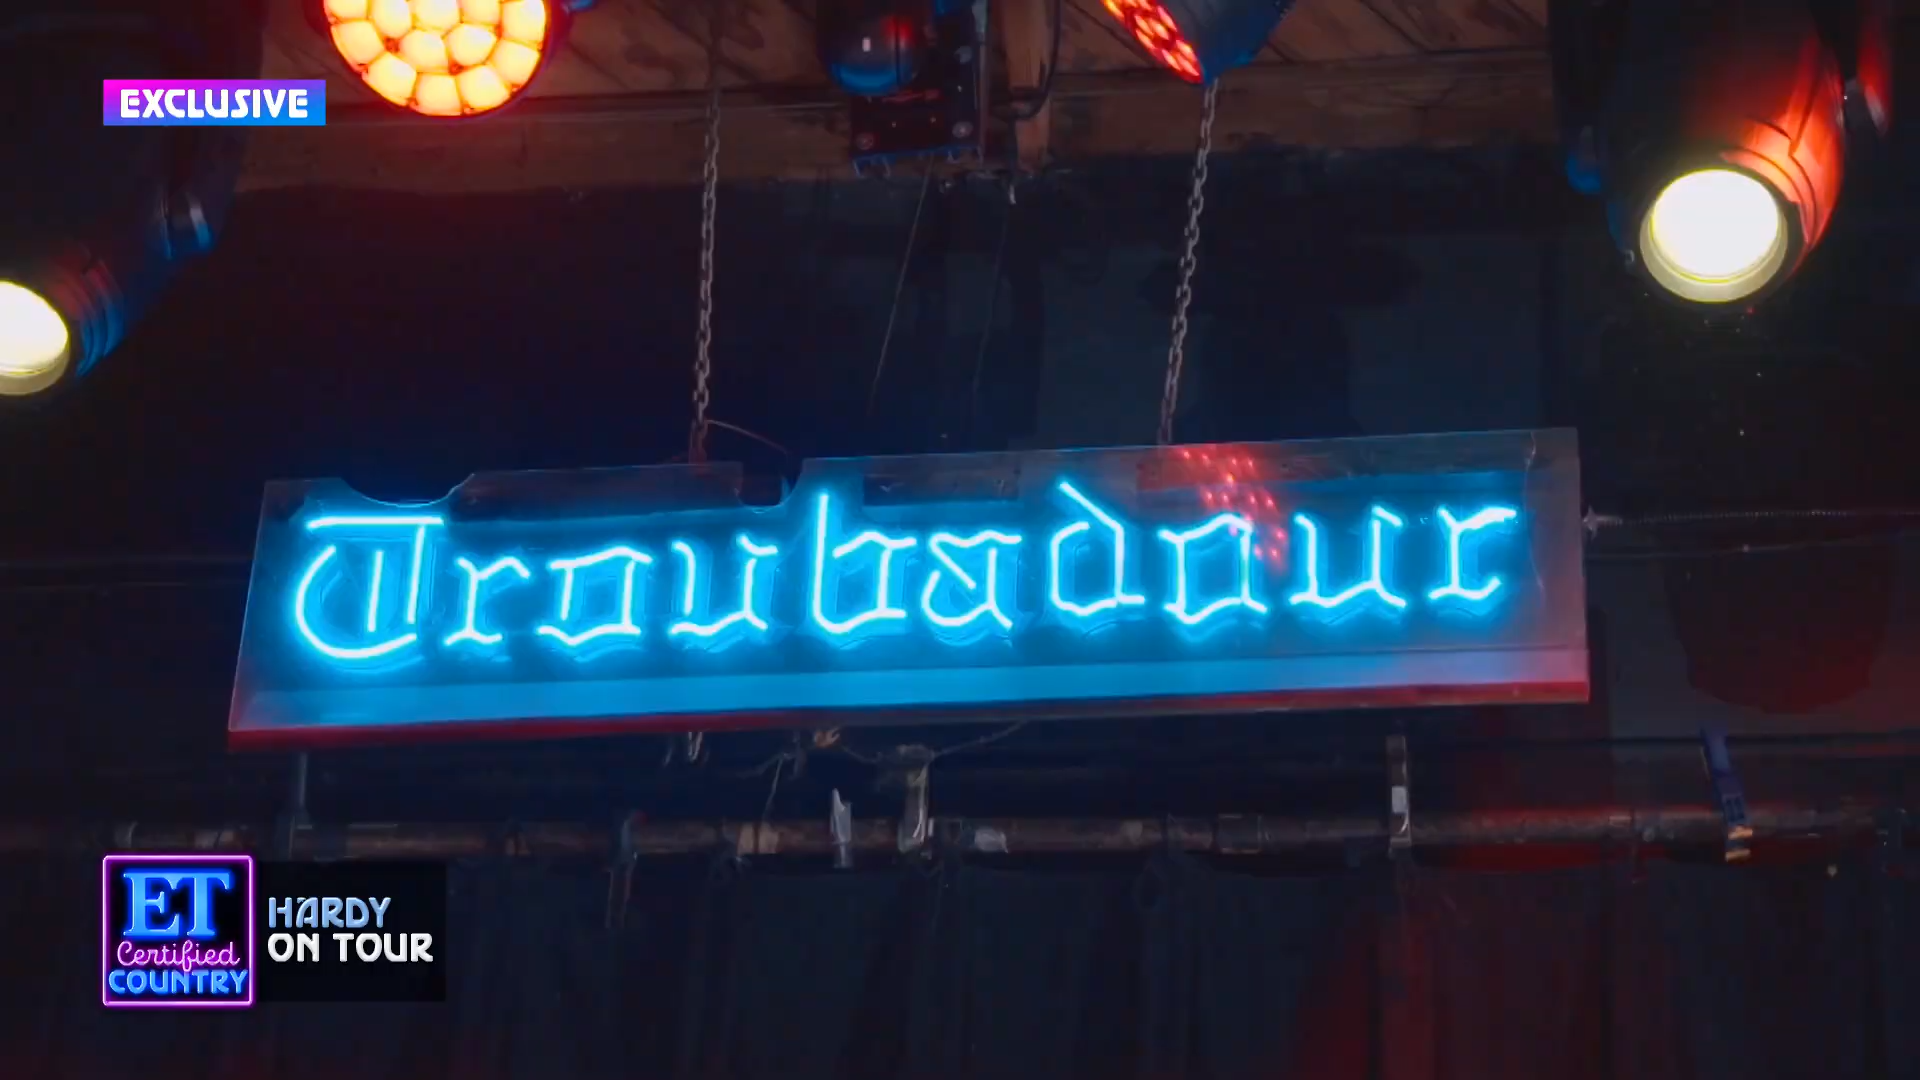 EXCLUSIVE
Troubadour
ET
Certified
COUNTRY
HARDY
ON TOUR